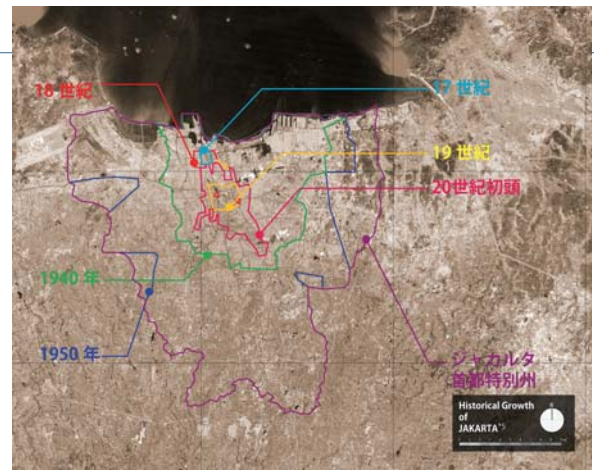 18 世紀
17 世紀
19 世紀
20世紀初頭
1940 年
1950 年
ジャカルタ
首都特別州
Historical Growth
of
JAKARTA*5